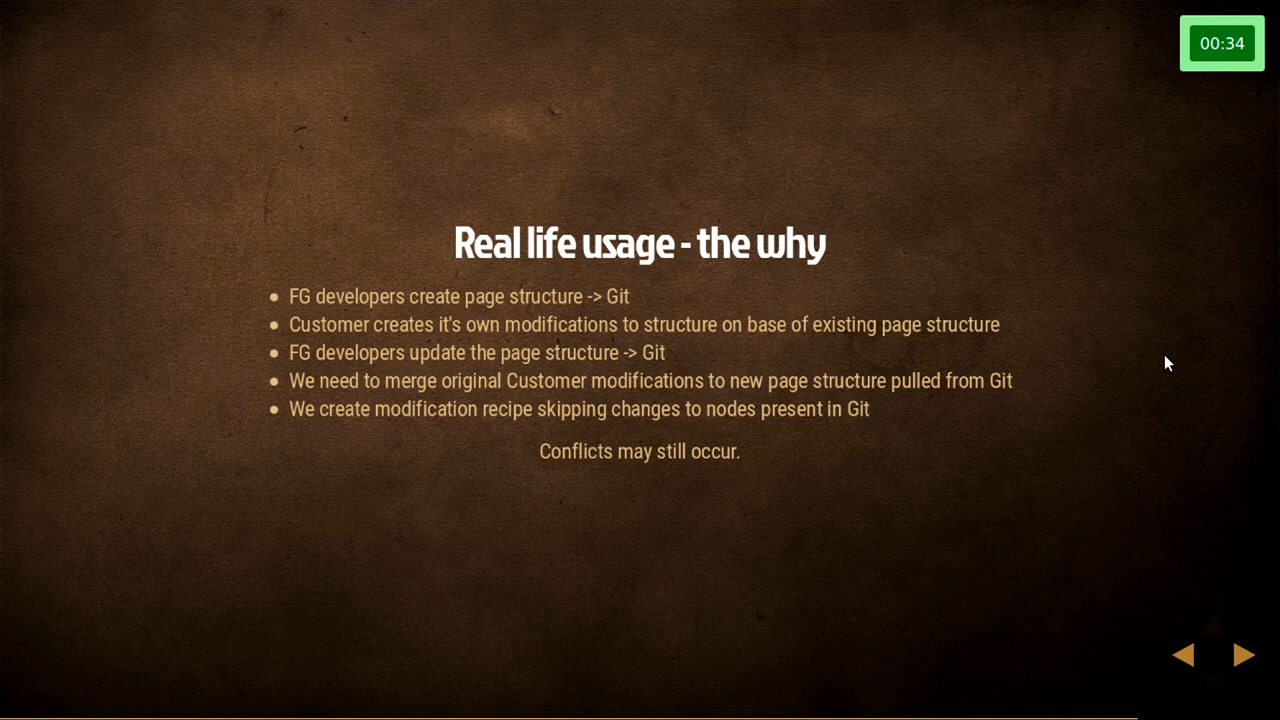 00:34
Real life usage - the why
FG developers create page structure -> Git
Customer creates it's own modifications to structure on base of existing page structure
FG developers update the page structure -> Git
We need to merge original Customer modifications to new page structure pulled from Git
We create modification recipe skipping changes to nodes present in Git
Conflicts may still occur.